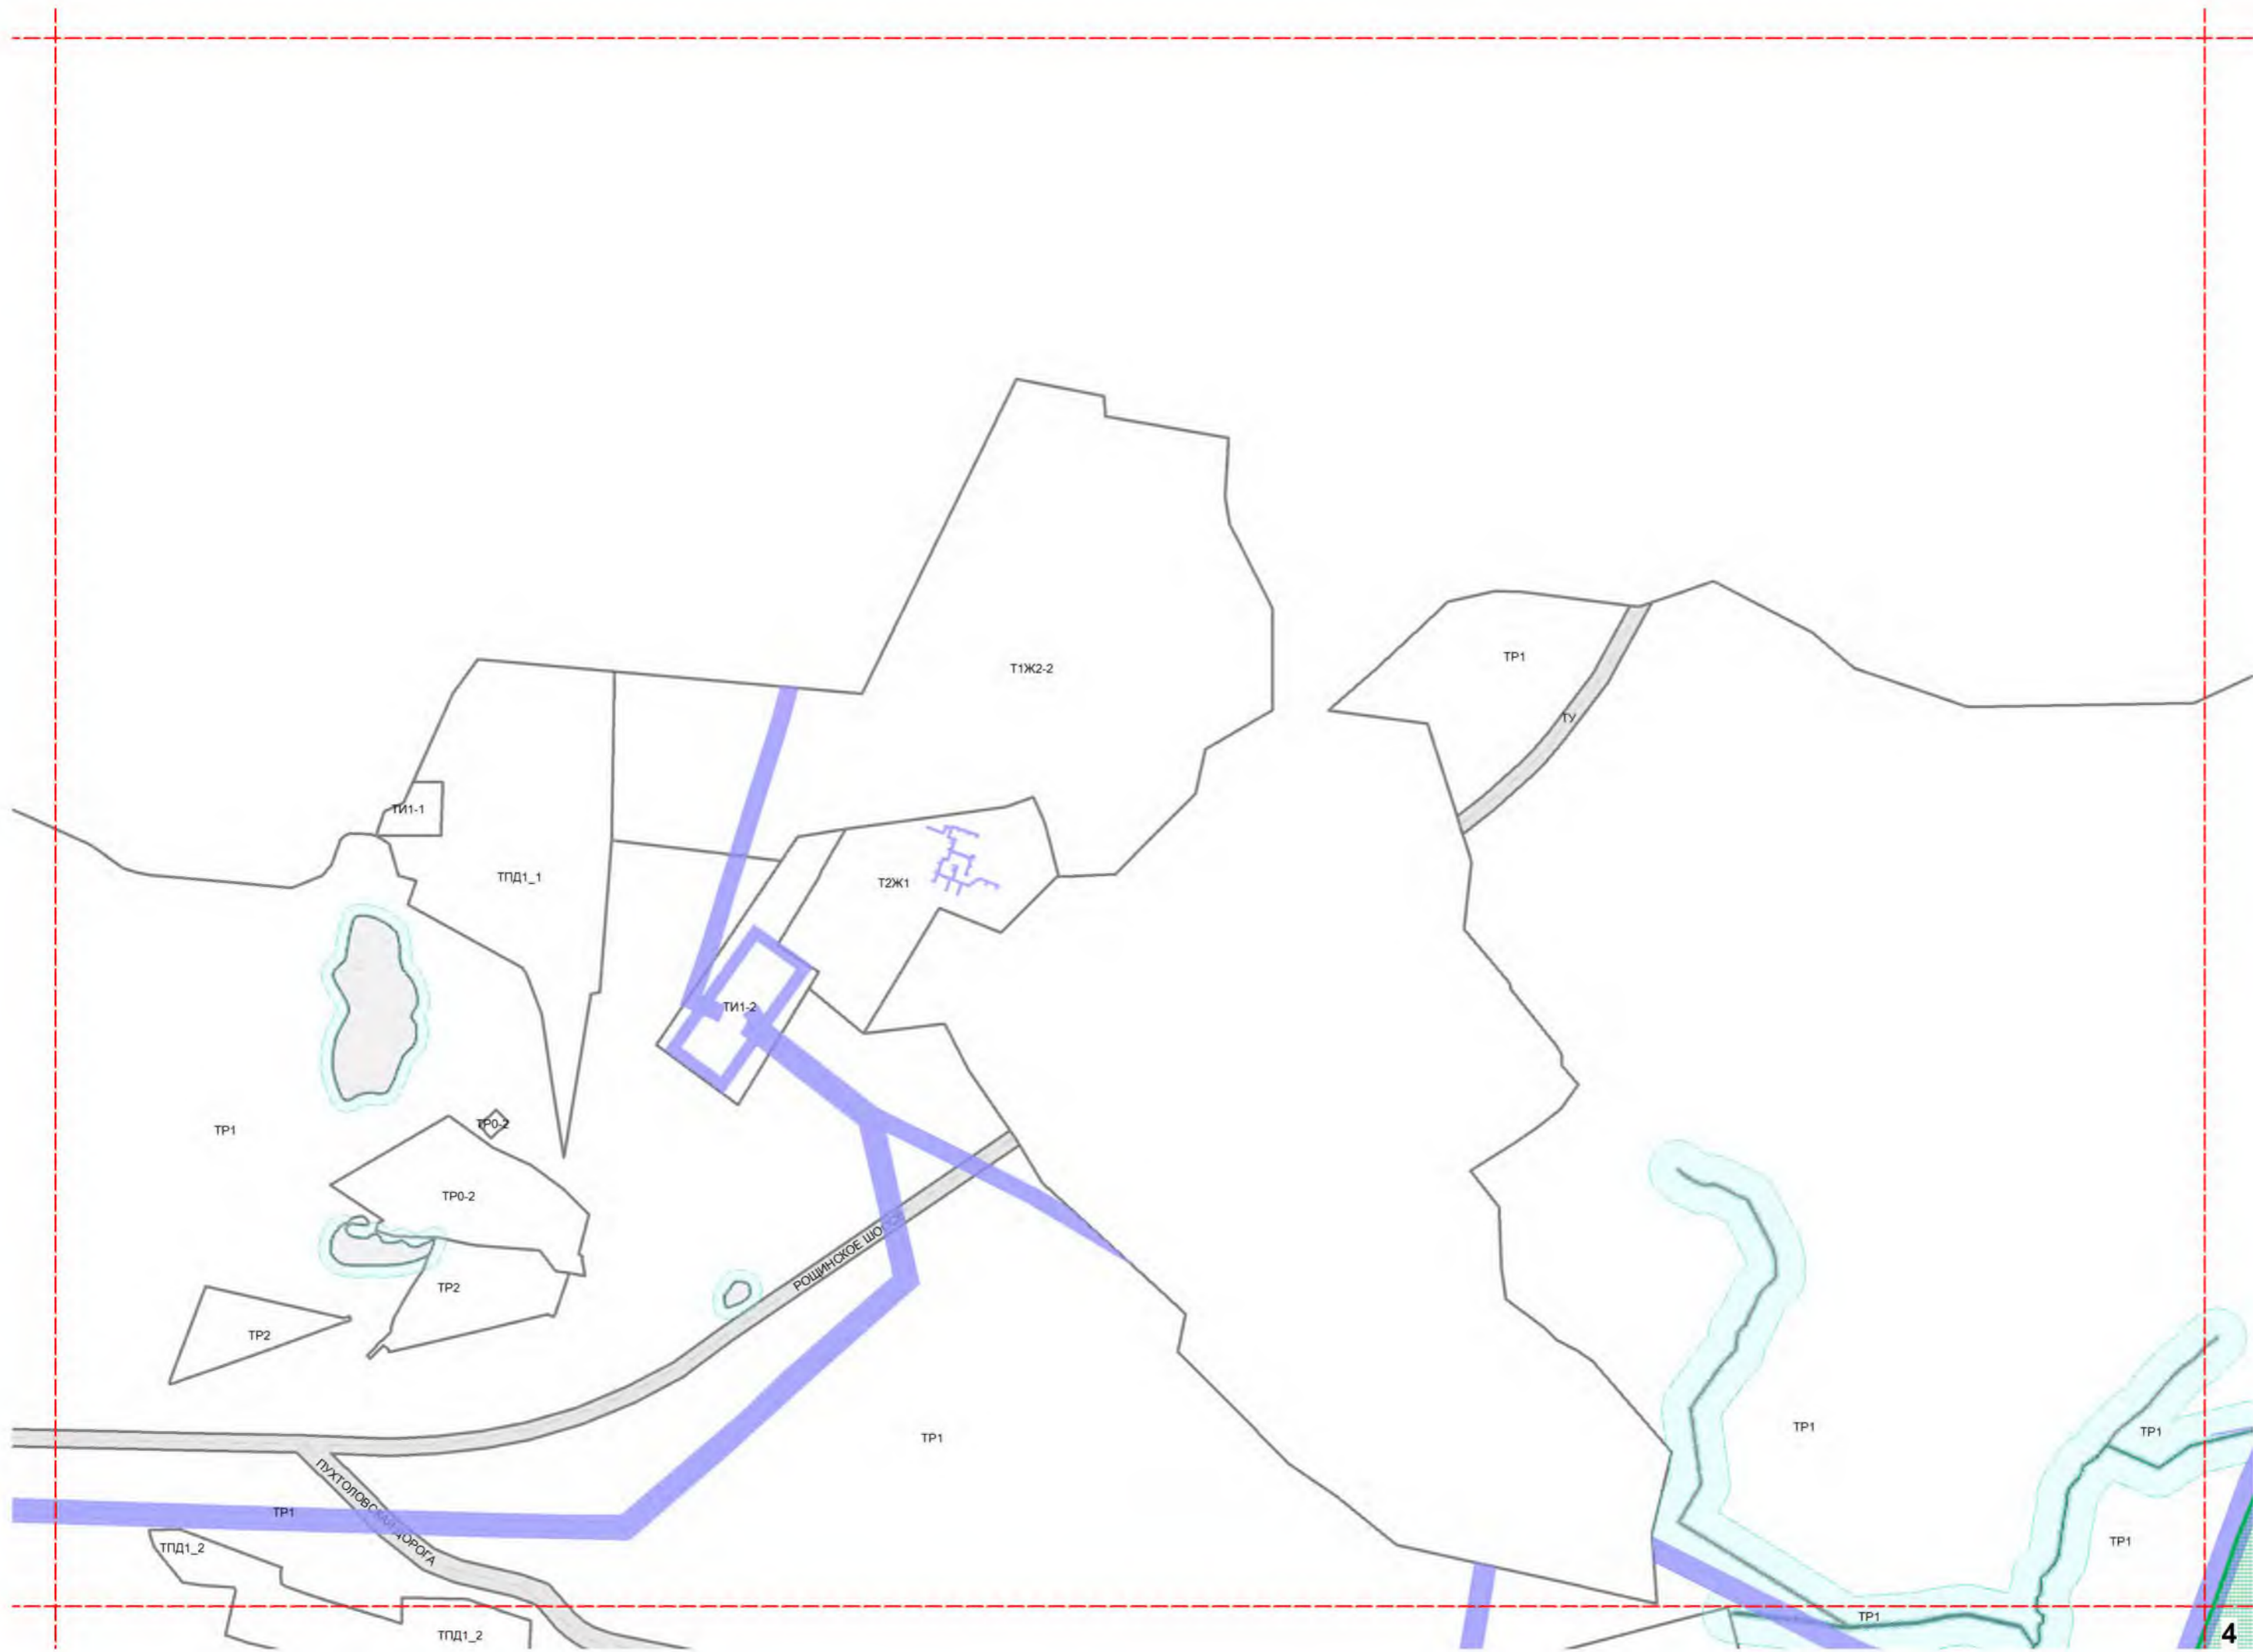 ТР1
Т1Ж2-2
ТУ
ТИ1-1
ТПД1_1
Т2Ж1
ТИ1-2
ТР0-2
ТР1
ТР0-2
РОЩИНСКОЕ ШОССЕ
ТР2
ТР2
ТР1
ТР1
ТР1
ПУХТОЛОВСКАЯ ДОРОГА
ТР1
ТР1
ТПД1_2
ТР1
ТПД1_2
4